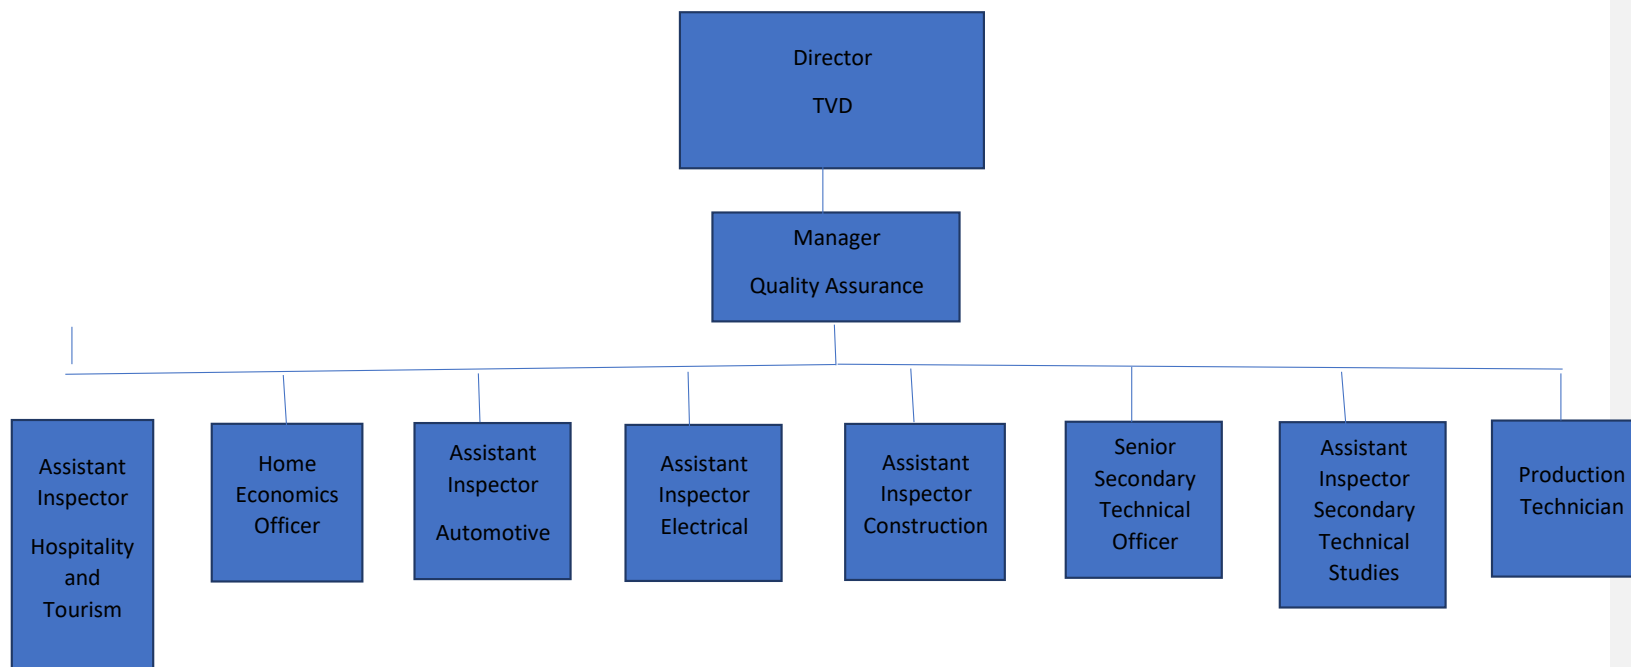 Director
TVD
Manager
Quality Assurance
Assistant
Inspector
Hospitality
and
Tourism
Home
Economics
Officer
Assistant
Inspector
Automotive
Assistant
Inspector
Electrical
Assistant
Inspector
Construction
Senior
Secondary
Technical
Officer
Assistant
Inspector
Secondary
Technical
Studies
Production
Technician